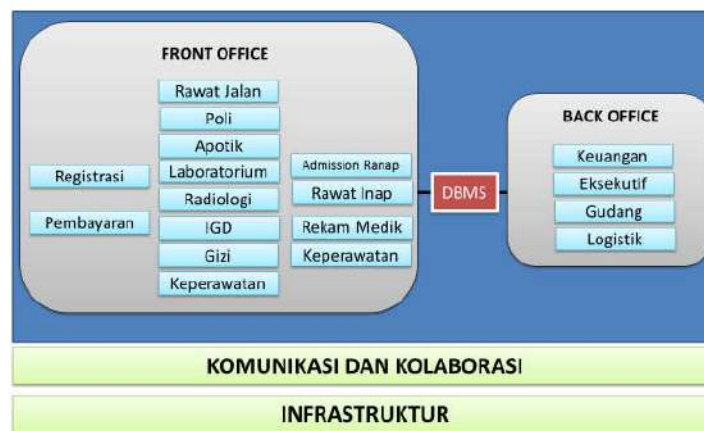 FRONT OFFICE
Registrasi
Pembayaran
Rawat Jalan
Poli
Apotik
Laboratorium
Radiologi
IGD
Gizi
Keperawatan
Admission Ranap
Rawat Inap
Rekam Medik
Keperawatan
DBMS
BACK OFFICE
Keuangan
Eksekutif
Gudang
Logistik
KOMUNIKASI DAN KOLABORASI
INFRASTRUKTUR